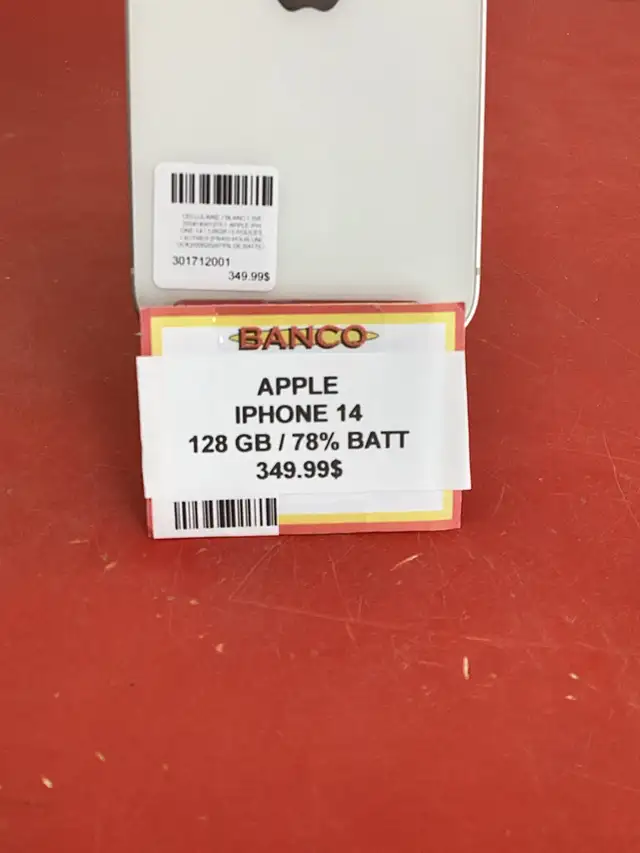 301712001
349.99$
BANCO
APPLE
IPHONE 14
128 GB / 78% BATT
349.99$